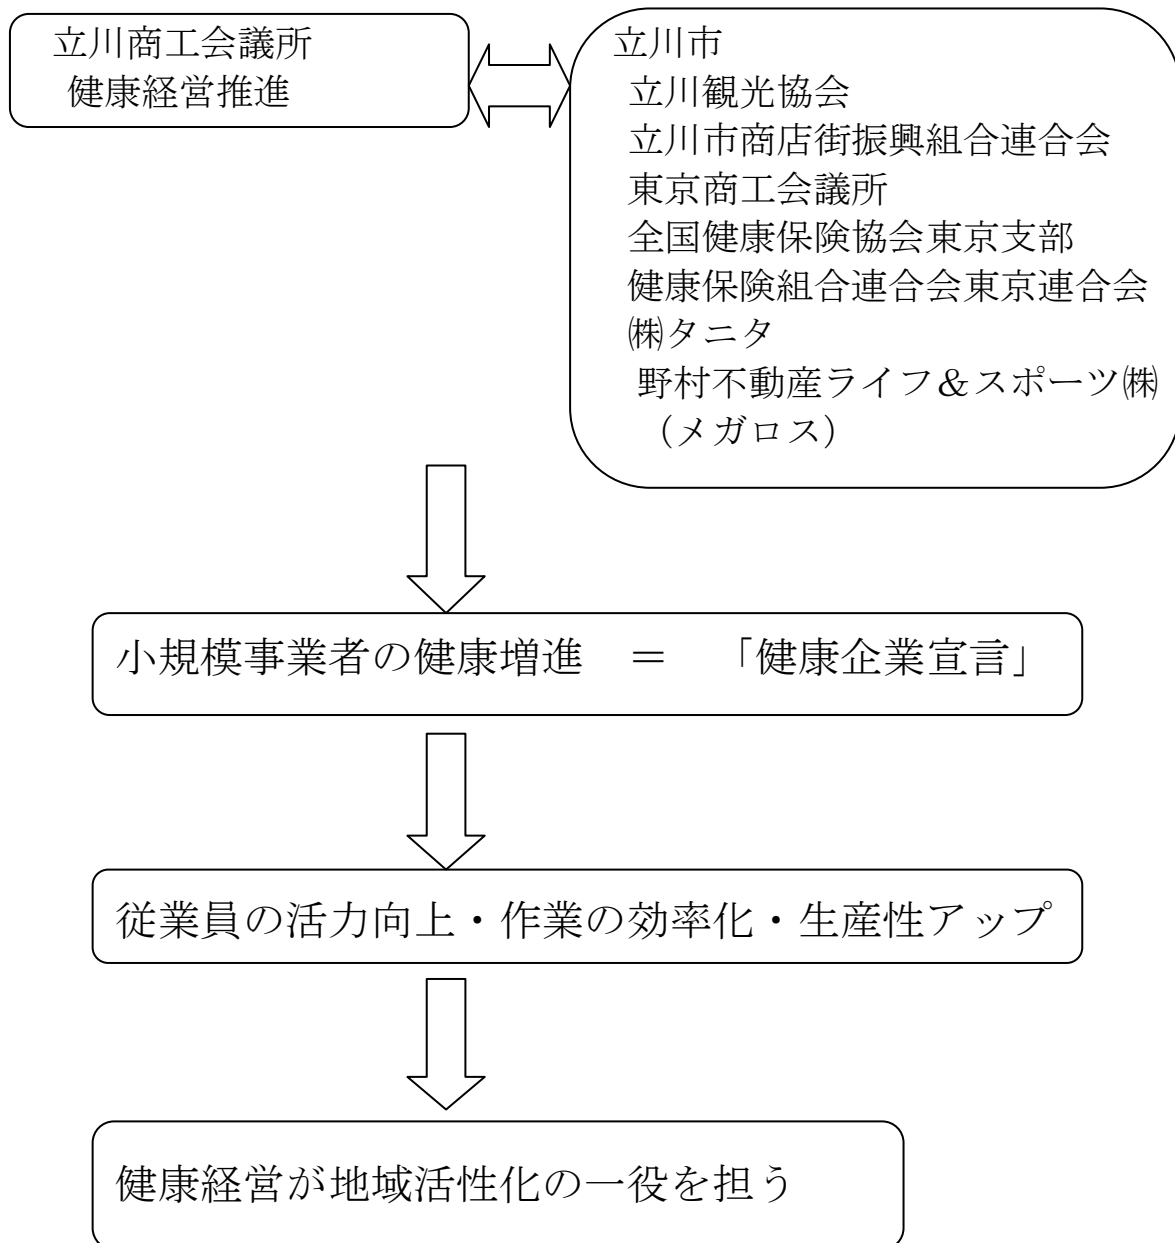 立川商工会議所
健康経営推進
立川市
立川観光協会
立川市商店街振興組合連合会
東京商工会議所
全国健康保険協会東京支部
健康保険組合連合会東京連合会
㈱タニタ
野村不動産ライフ＆スポーツ㈱
（メガロス）
小規模事業者の健康増進　＝　「健康企業宣言」
従業員の活力向上・作業の効率化・生産性アップ
健康経営が地域活性化の一役を担う